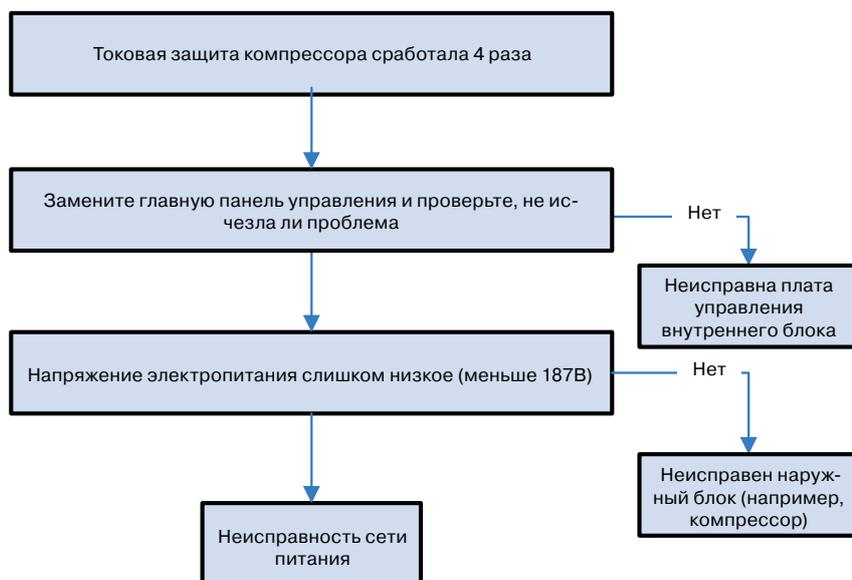 Токовая защита компрессора сработала 4 раза
Замените главную панель управления и проверьте, не ис-
чезла ли проблема
Нет
Неисправна плата
управления
внутреннего блока
Напряжение электропитания слишком низкое (меньше 187В)
Нет
Неисправен наруж-
ный блок (например,
компрессор)
Неисправность сети
питания